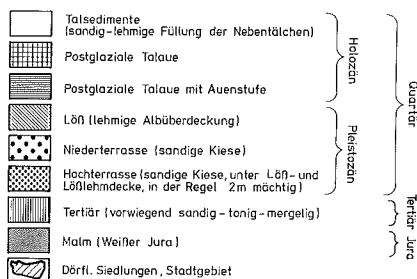 Talsedimente
(sandig-lehmige Füllung der Nebentälchen)
Postglaziale Talaue
Postglaziale Talaue mit Auenstufe
Löß (lehmige Albüberdeckung)
Niederterrasse (sandige Kiese)
Hochterrasse (sandige Kiese, unter Löß- und
Lößlehmdecke, in der Regel 2m mächtig)
Tertiär (vorwiegend sandig-tonig-mergelig)
Malm (Weißer Jura)
Dörfl. Siedlungen, Stadtgebiet
Holozän
Pleistozän
Quartär
Tertiär
Jura